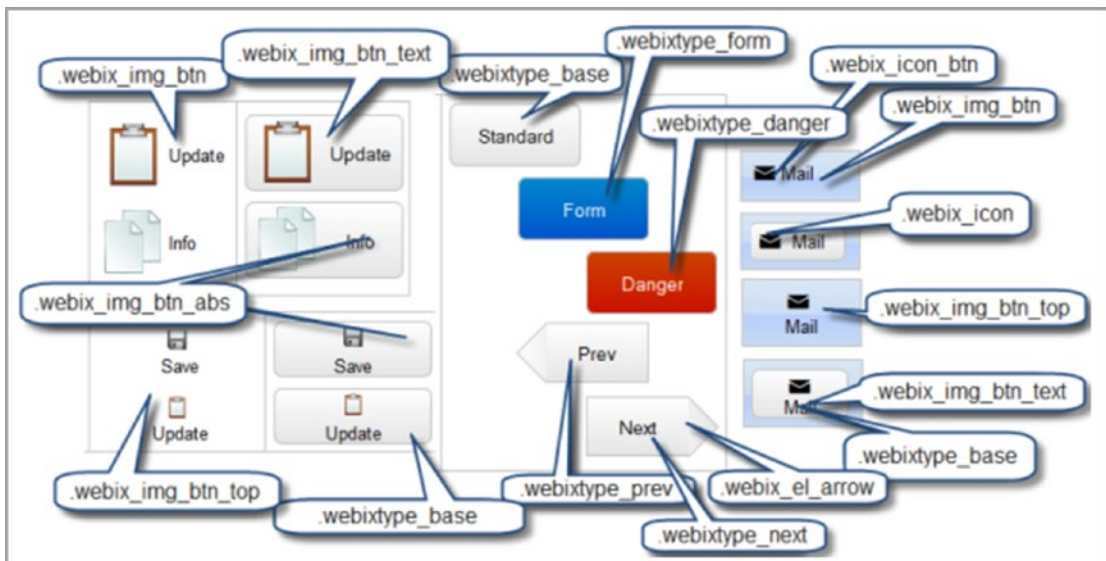 .webixtype_form
.webix_img_btn_text
.webix_img_btn
.webixtype_base
.webix_icon_btn
.webix_img_btn
.webixtype_danger
Standard
Update
Update
Mail
Form
.webix_icon
Info
Info
Mail
Danger
.webix_img_btn_abs
.webix_img_btn_top
Mail
Prev
Save
Save
.webix_img_btn_text
Mail
Next
Update
Update
.webixtype_base
.webix_img_btn_top
.webixtype_prev
.webix_el_arrow
.webixtype_base
.webixtype_next